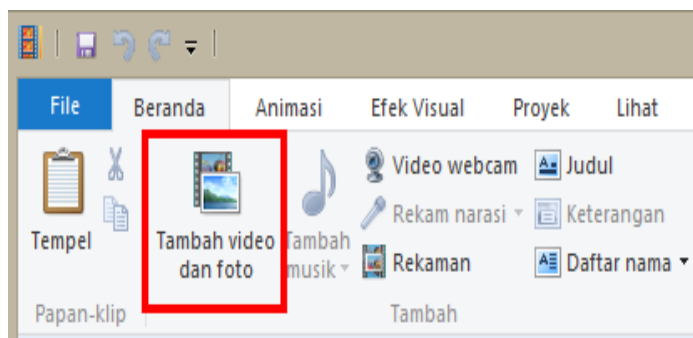 File Beranda Animasi Efek Visual Proyek Lihat
Tempel
Tambah video
dan foto
Tambah
musik
Video webcam
Rekam narasi
Rekaman
Judul
Keterangan
Daftar nama
Papan-klip
Tambah